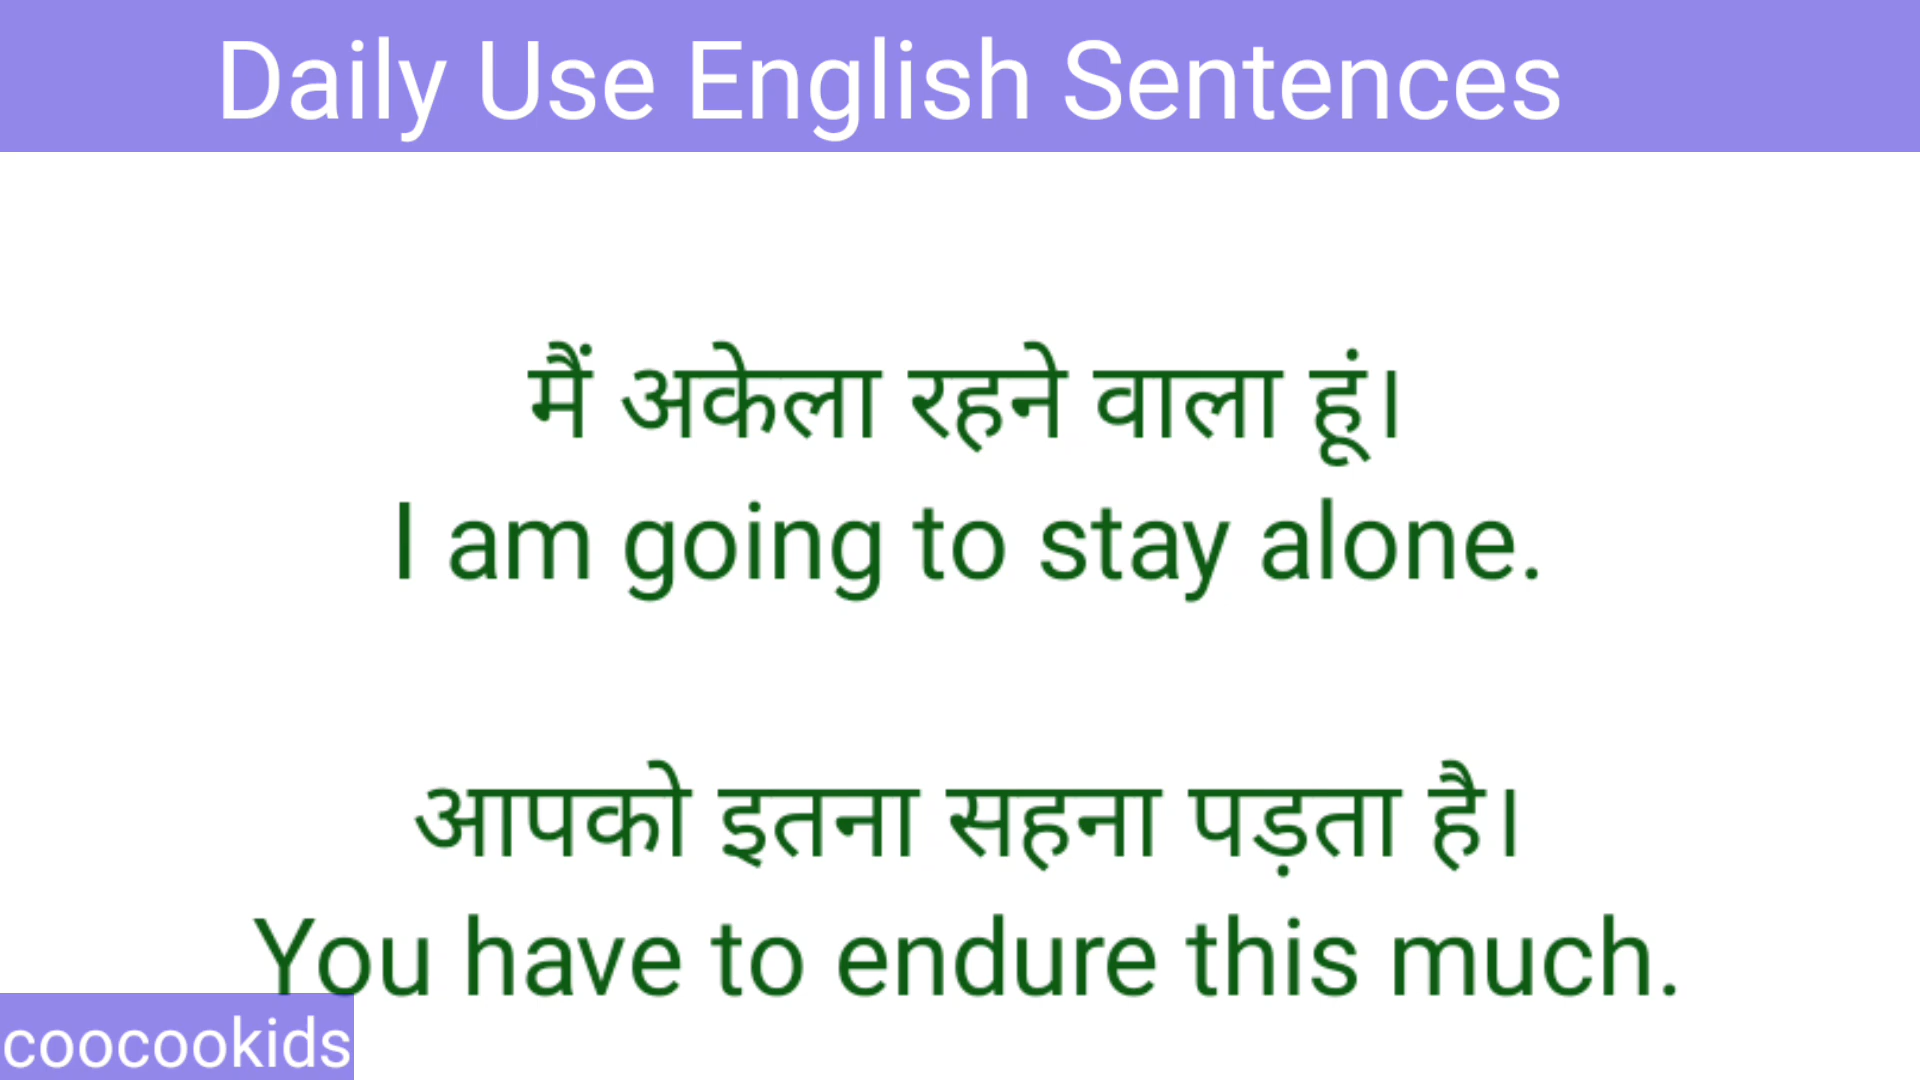 Daily Use English Sentences
मैं अकेला रहने वाला हूं।
I am going to stay alone.
आपको इतना सहना पड़ता है।
You have to endure this much.
coocookids